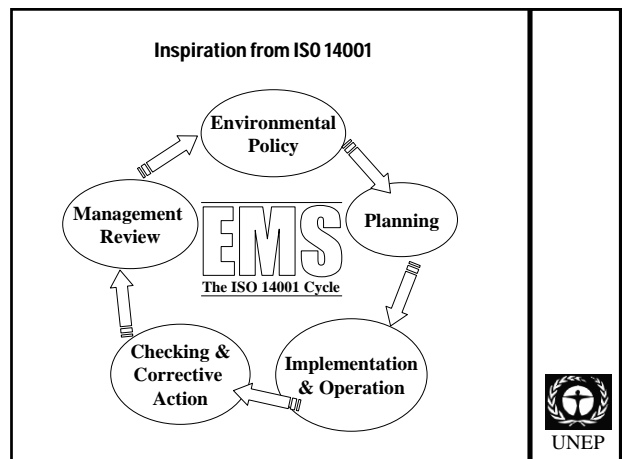 Inspiration from ISO 14001
Environmental
Policy
Planning
Implementation
& Operation
Checking &
Corrective
Action
Management
Review
EMS
The ISO 14001 Cycle
UNEP